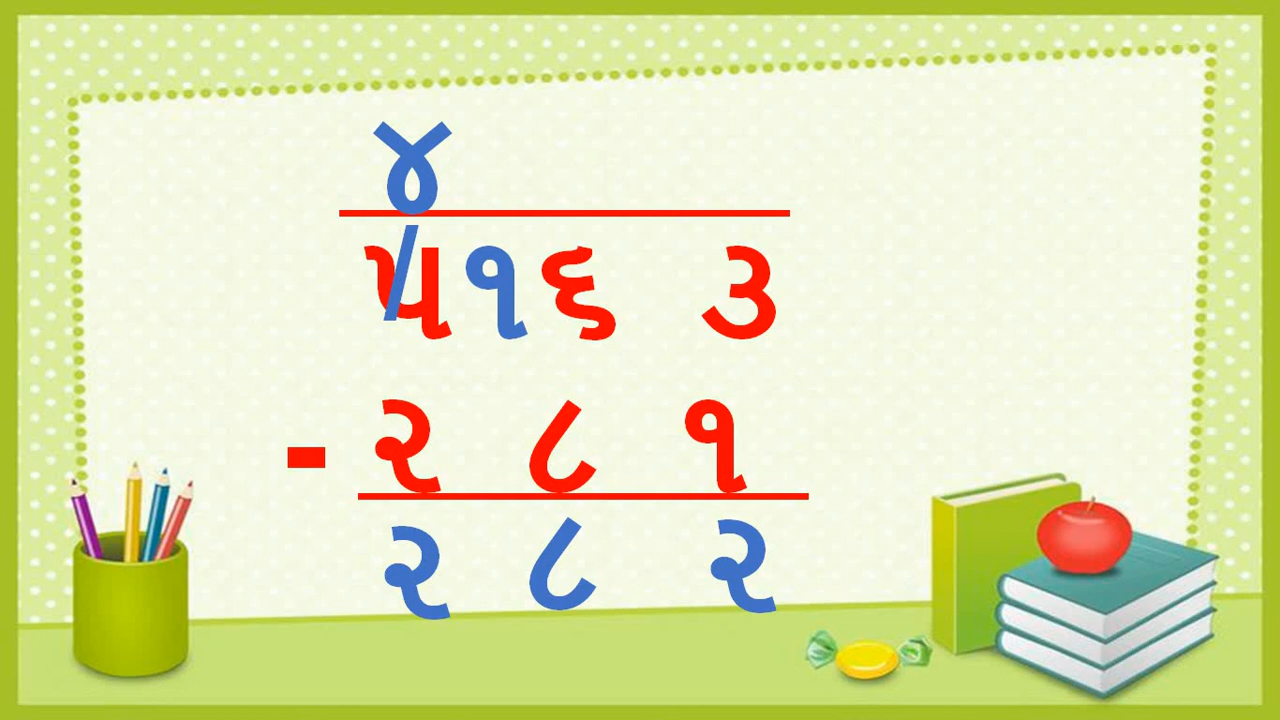 ૪
૫૧૬ ૩
- ૨ ૮ ૧
૨ ૮ ૨